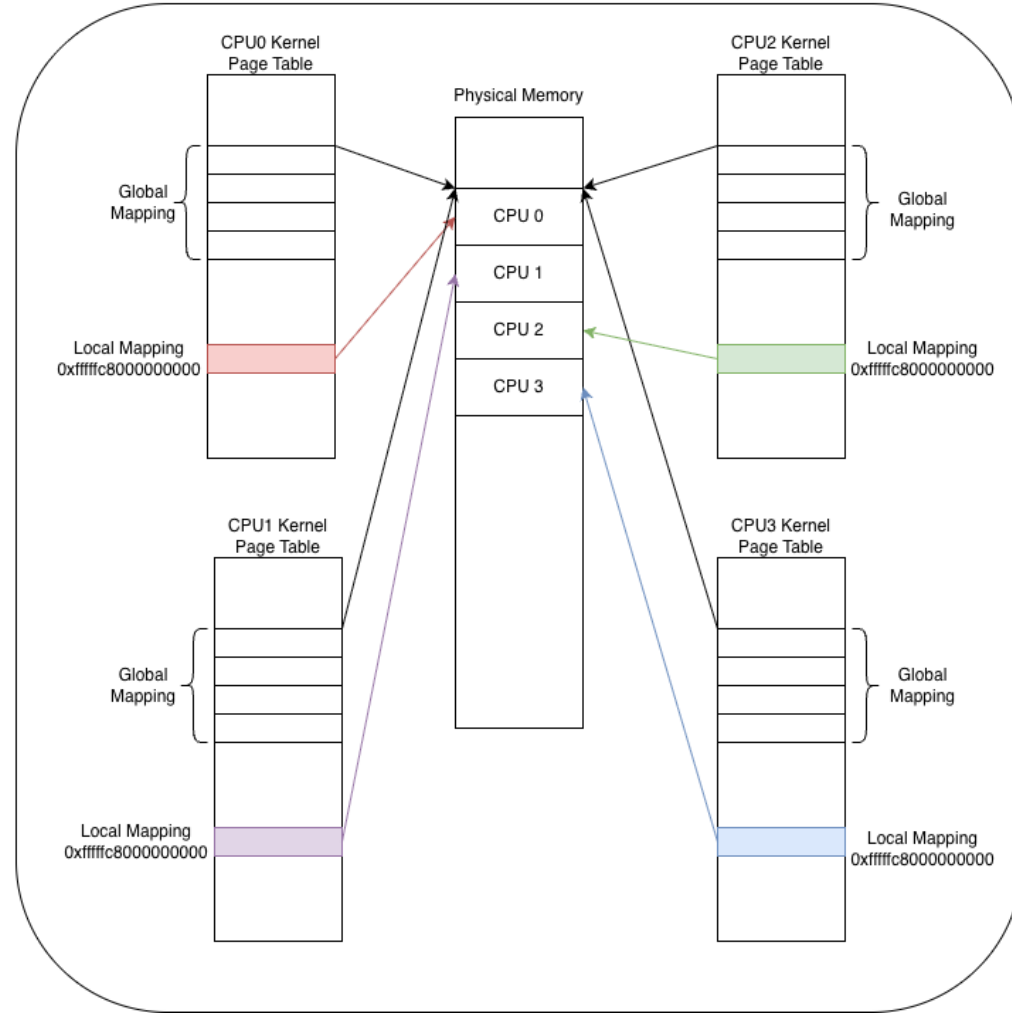 CPU0 Kernel
Page Table
Global
Mapping
Local Mapping
0xfffffc8000000000
Physical Memory
CPU 0
CPU 1
CPU 2
CPU 3
CPU2 Kernel
Page Table
Global
Mapping
Local Mapping
0xfffffc8000000000
CPU1 Kernel
Page Table
Global
Mapping
Local Mapping
0xfffffc8000000000
CPU3 Kernel
Page Table
Global
Mapping
Local Mapping
0xfffffc8000000000